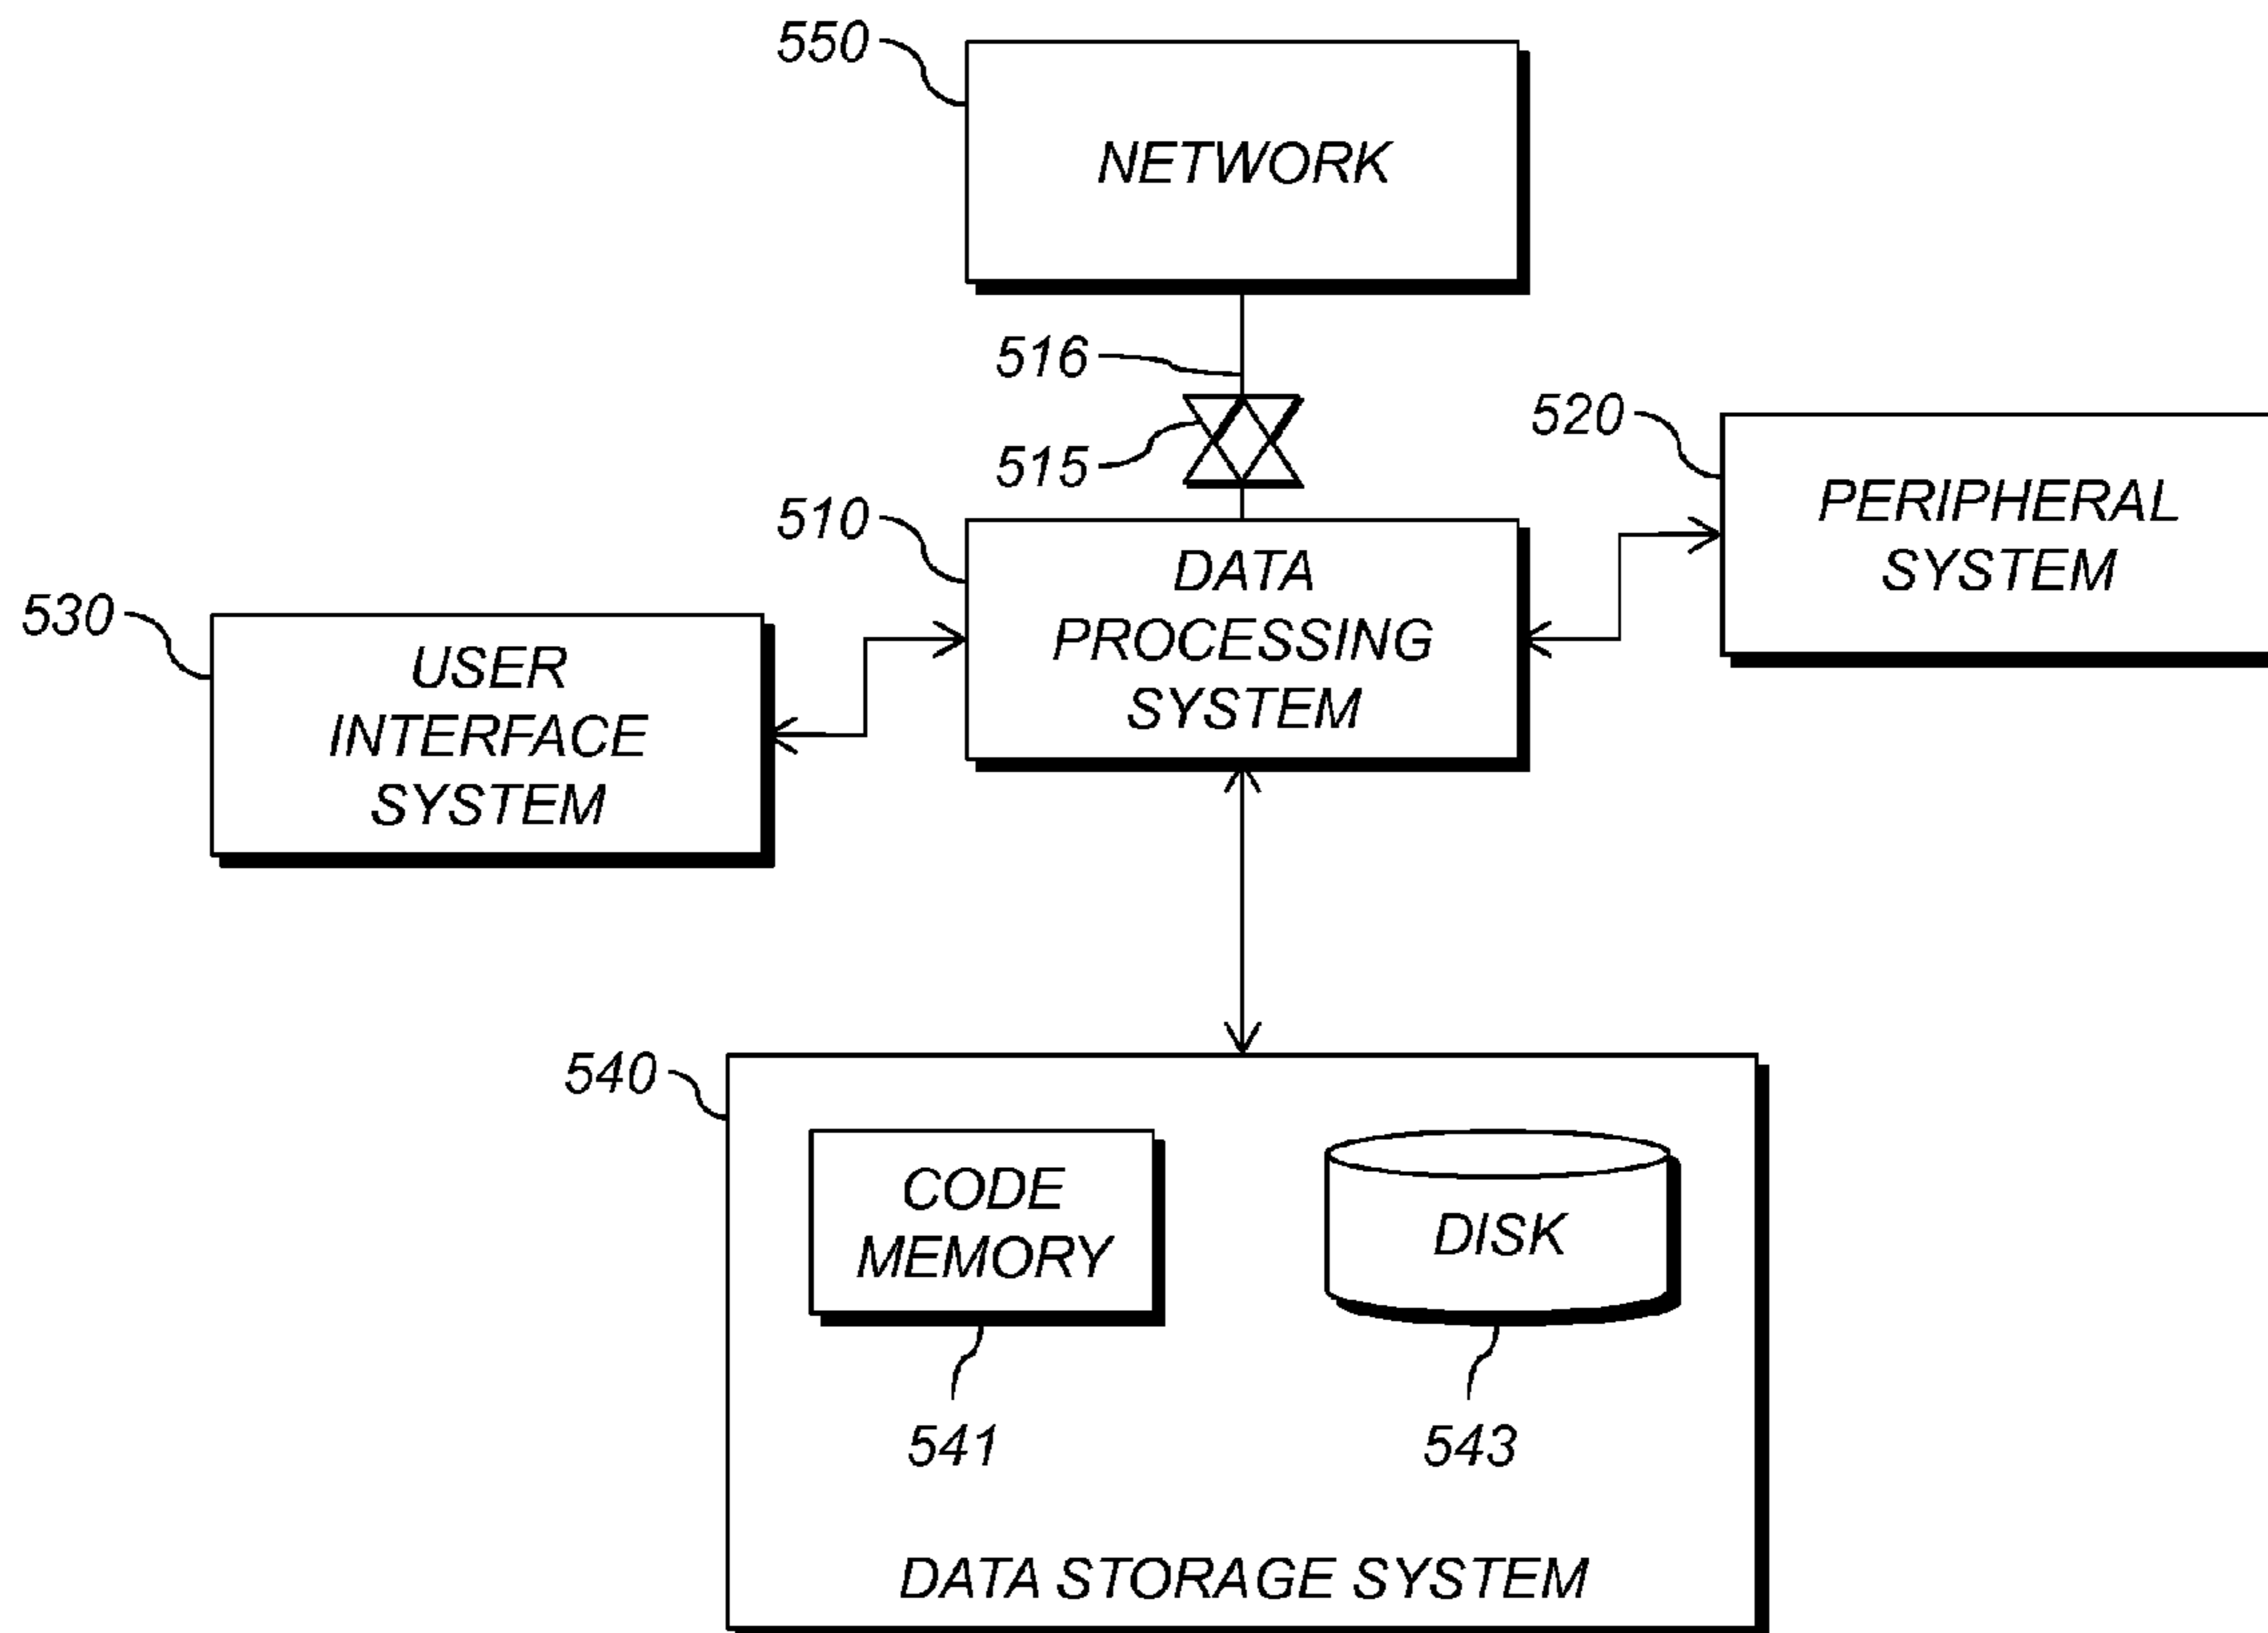 550
NETWORK
516
515
520
PERIPHERAL
SYSTEM
510
DATA
PROCESSING
SYSTEM
530
USER
INTERFACE
SYSTEM
540
CODE
MEMORY
DISK
541
543
DATA STORAGE SYSTEM